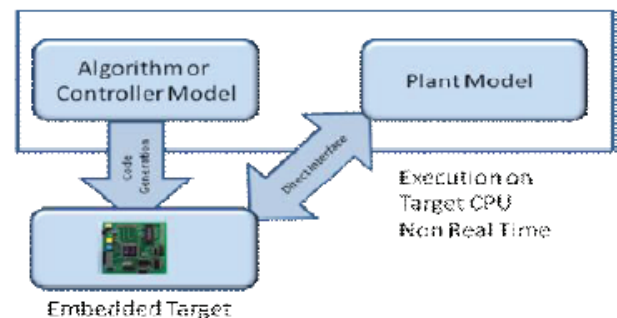 Algorithm or
Controller Model
Plant Model
Code
Generation
Direct Interface
Execution on
Target CPU
Non Real Time
Embedded Target